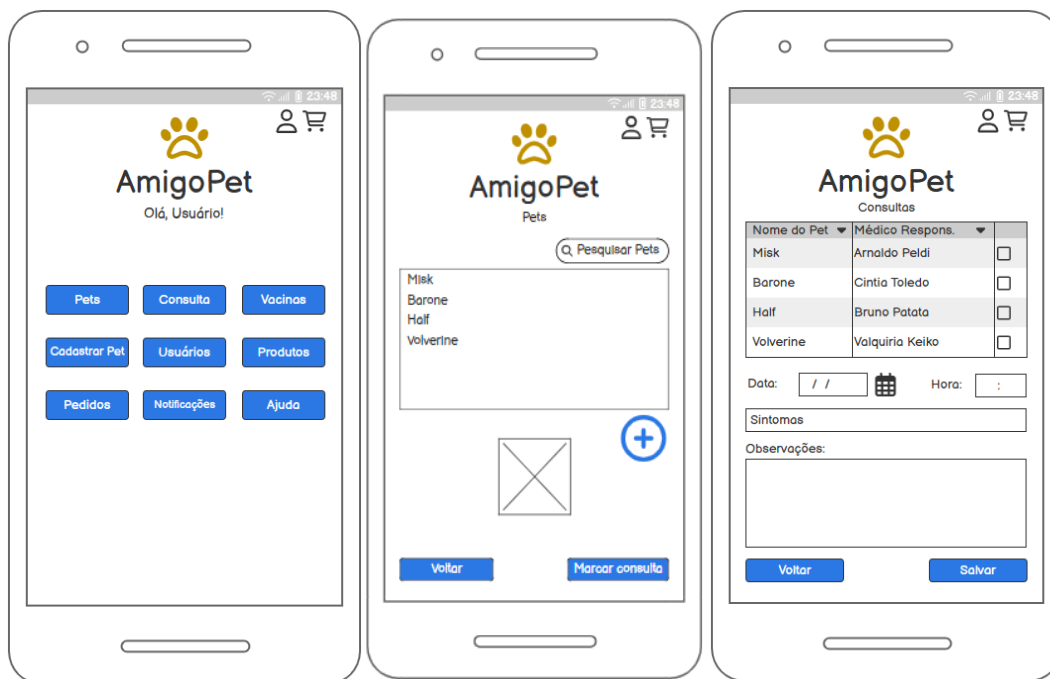 23:48
AmigoPet
Olá, Usuário!
Pets Consulta Vacinas
Cadastrar Pet Usuários Produtos
Pedidos Notificações Ajuda
23:48
AmigoPet
Pets
Pesquisar Pets
Misk
Barone
Half
Volverine
Voltar Marcar consulta
23:48
AmigoPet
Consultas
Nome do Pet Médico Respons.
Misk Arnaldo Peldi
Barone Cintia Toledo
Half Bruno Patata
Volverine Valquiria Keiko
Data: / / Hora: :
Sintomas
Observações:
Voltar Salvar